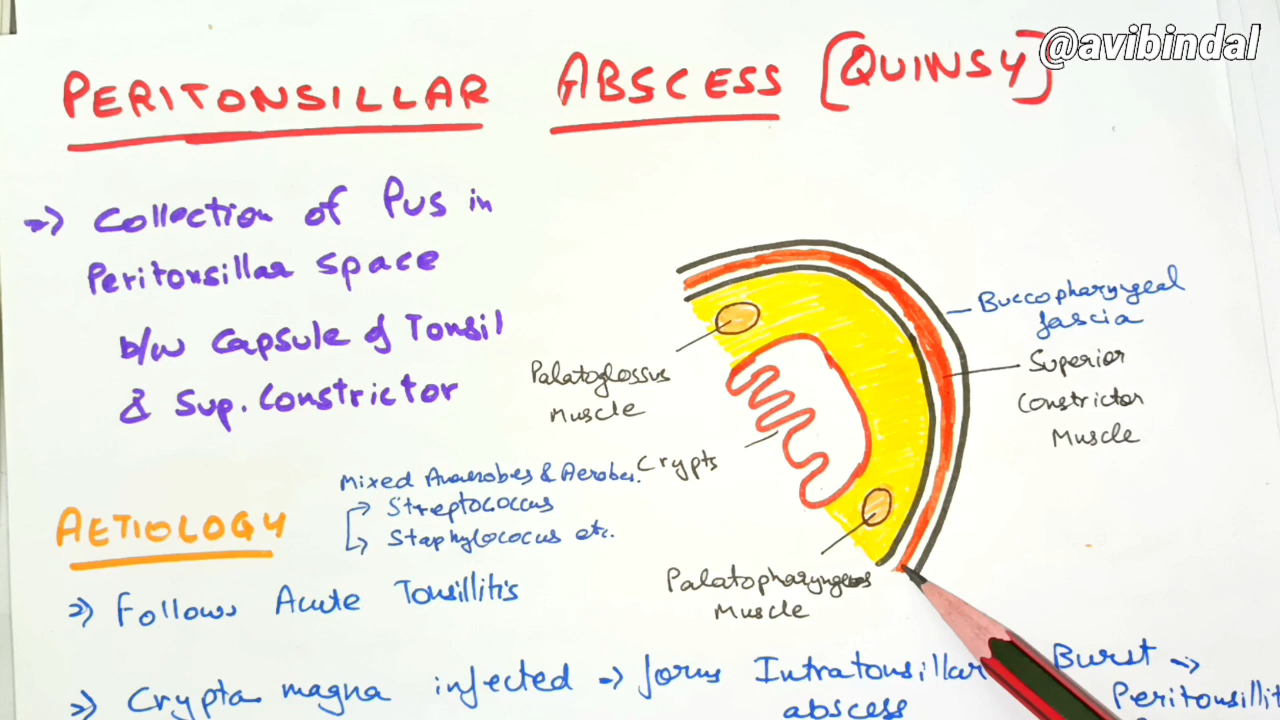 @avibindal
PERITONSILLAR ABSCESS [QUINSY]
=> Collection of Pus in
Peritonsillar space
b/w Capsule of Tonsil
& Sup. Constrictor
Buccopharyngeal
fascia
Superior
Constrictor
Muscle
Palatoglossus
Muscle
Crypts
Palatopharyngeus
Muscle
AETIOLOGY
Mixed Anaerobes & Aerobes.
→ Streptococcus
→ Staphylococcus etc.
=> Follows Acute Tonsillitis
=> Crypta magna infected → forms Intratonsillar
abscess
Burst →
Peritonsillit